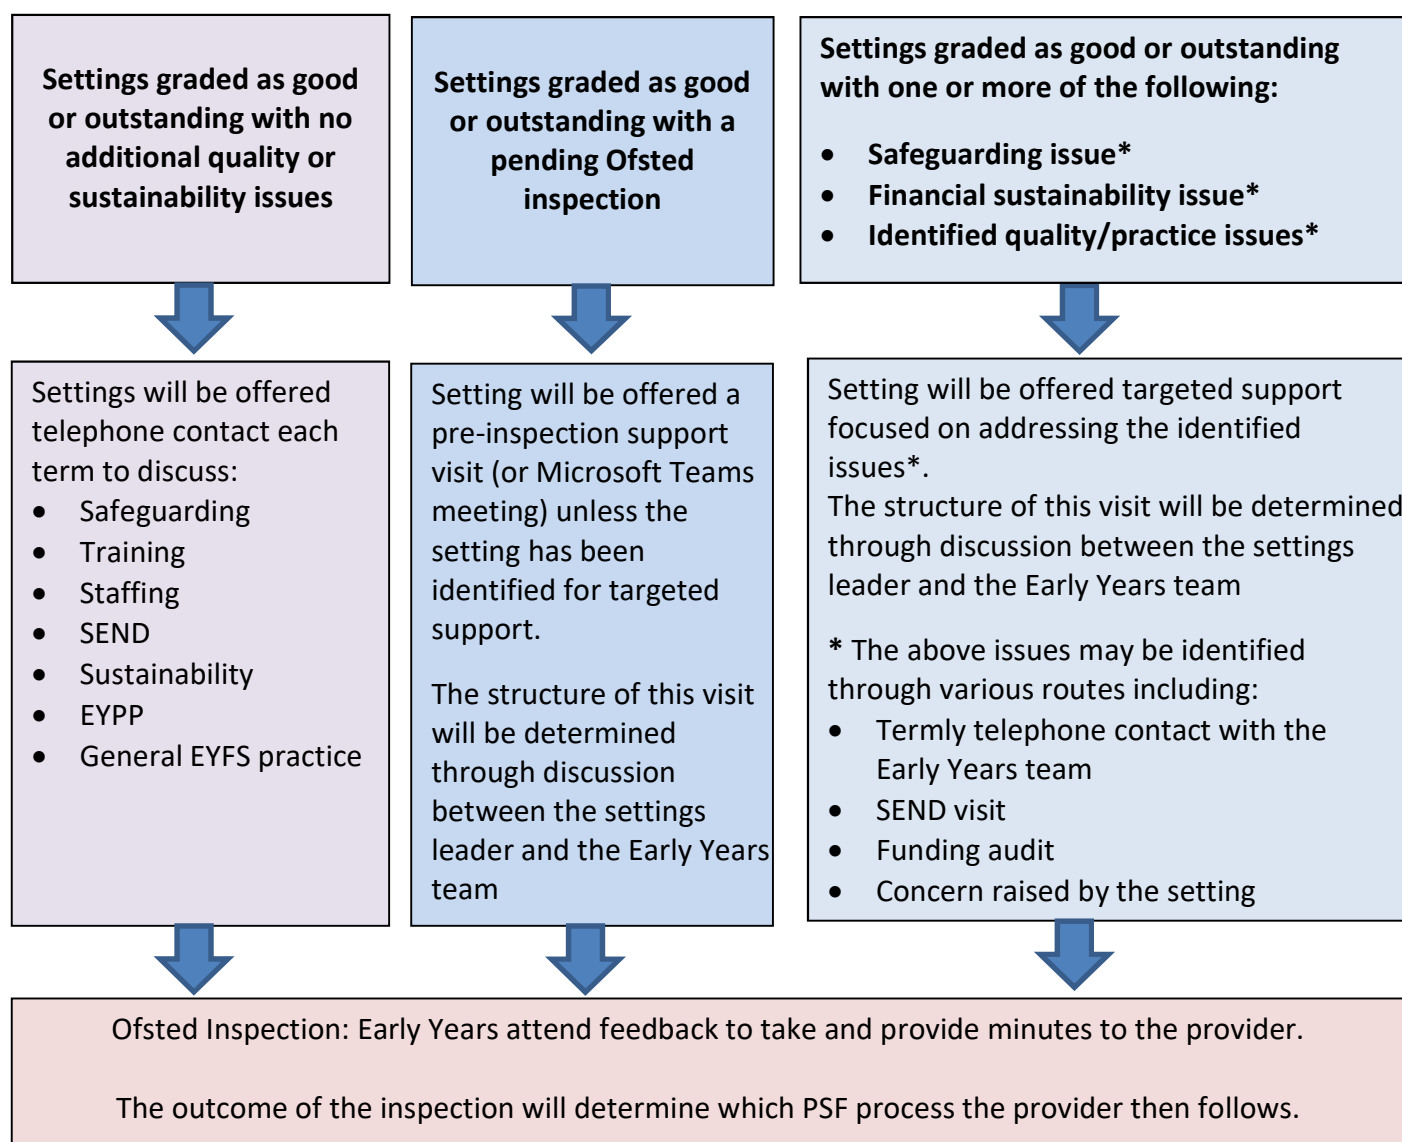 Settings graded as good
or outstanding with no
additional quality or
sustainability issues
Settings graded as good
or outstanding with a
pending Ofsted
inspection
Settings graded as good or outstanding
with one or more of the following:
• Safeguarding issue*
• Financial sustainability issue*
• Identified quality/practice issues*
Settings will be offered
telephone contact each
term to discuss:
• Safeguarding
• Training
• Staffing
• SEND
• Sustainability
• EYPP
• General EYFS practice
Setting will be offered a
pre-inspection support
visit (or Microsoft Teams
meeting) unless the
setting has been
identified for targeted
support.
The structure of this visit
will be determined
through discussion
between the settings
leader and the Early Years
team
Setting will be offered targeted support
focused on addressing the identified
issues*.
The structure of this visit will be determined
through discussion between the settings
leader and the Early Years team
* The above issues may be identified
through various routes including:
• Termly telephone contact with the
Early Years team
• SEND visit
• Funding audit
• Concern raised by the setting
Ofsted Inspection: Early Years attend feedback to take and provide minutes to the provider.
The outcome of the inspection will determine which PSF process the provider then follows.